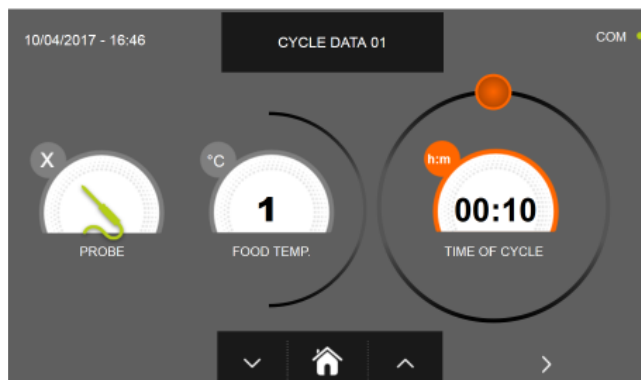 10/04/2017 - 16:46
CYCLE DATA 01
COM
X
°C
h:m
1
00:10
PROBE
FOOD TEMP.
TIME OF CYCLE